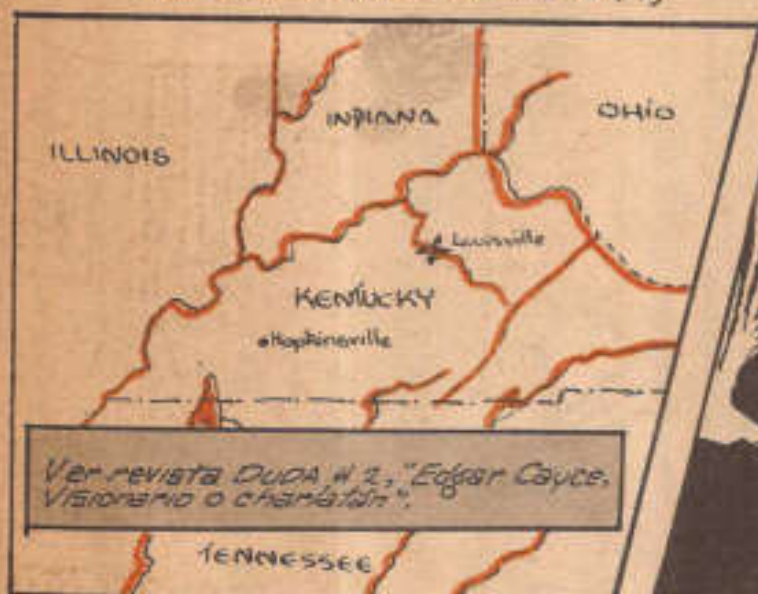 INDIANA
OHIO
ILLINOIS
Louisville
KENTUCKY
Hopkinsville
Ver revista DUDA # 2, "Edgar Cayce.
Visionario o charlatán".
TENNESSEE